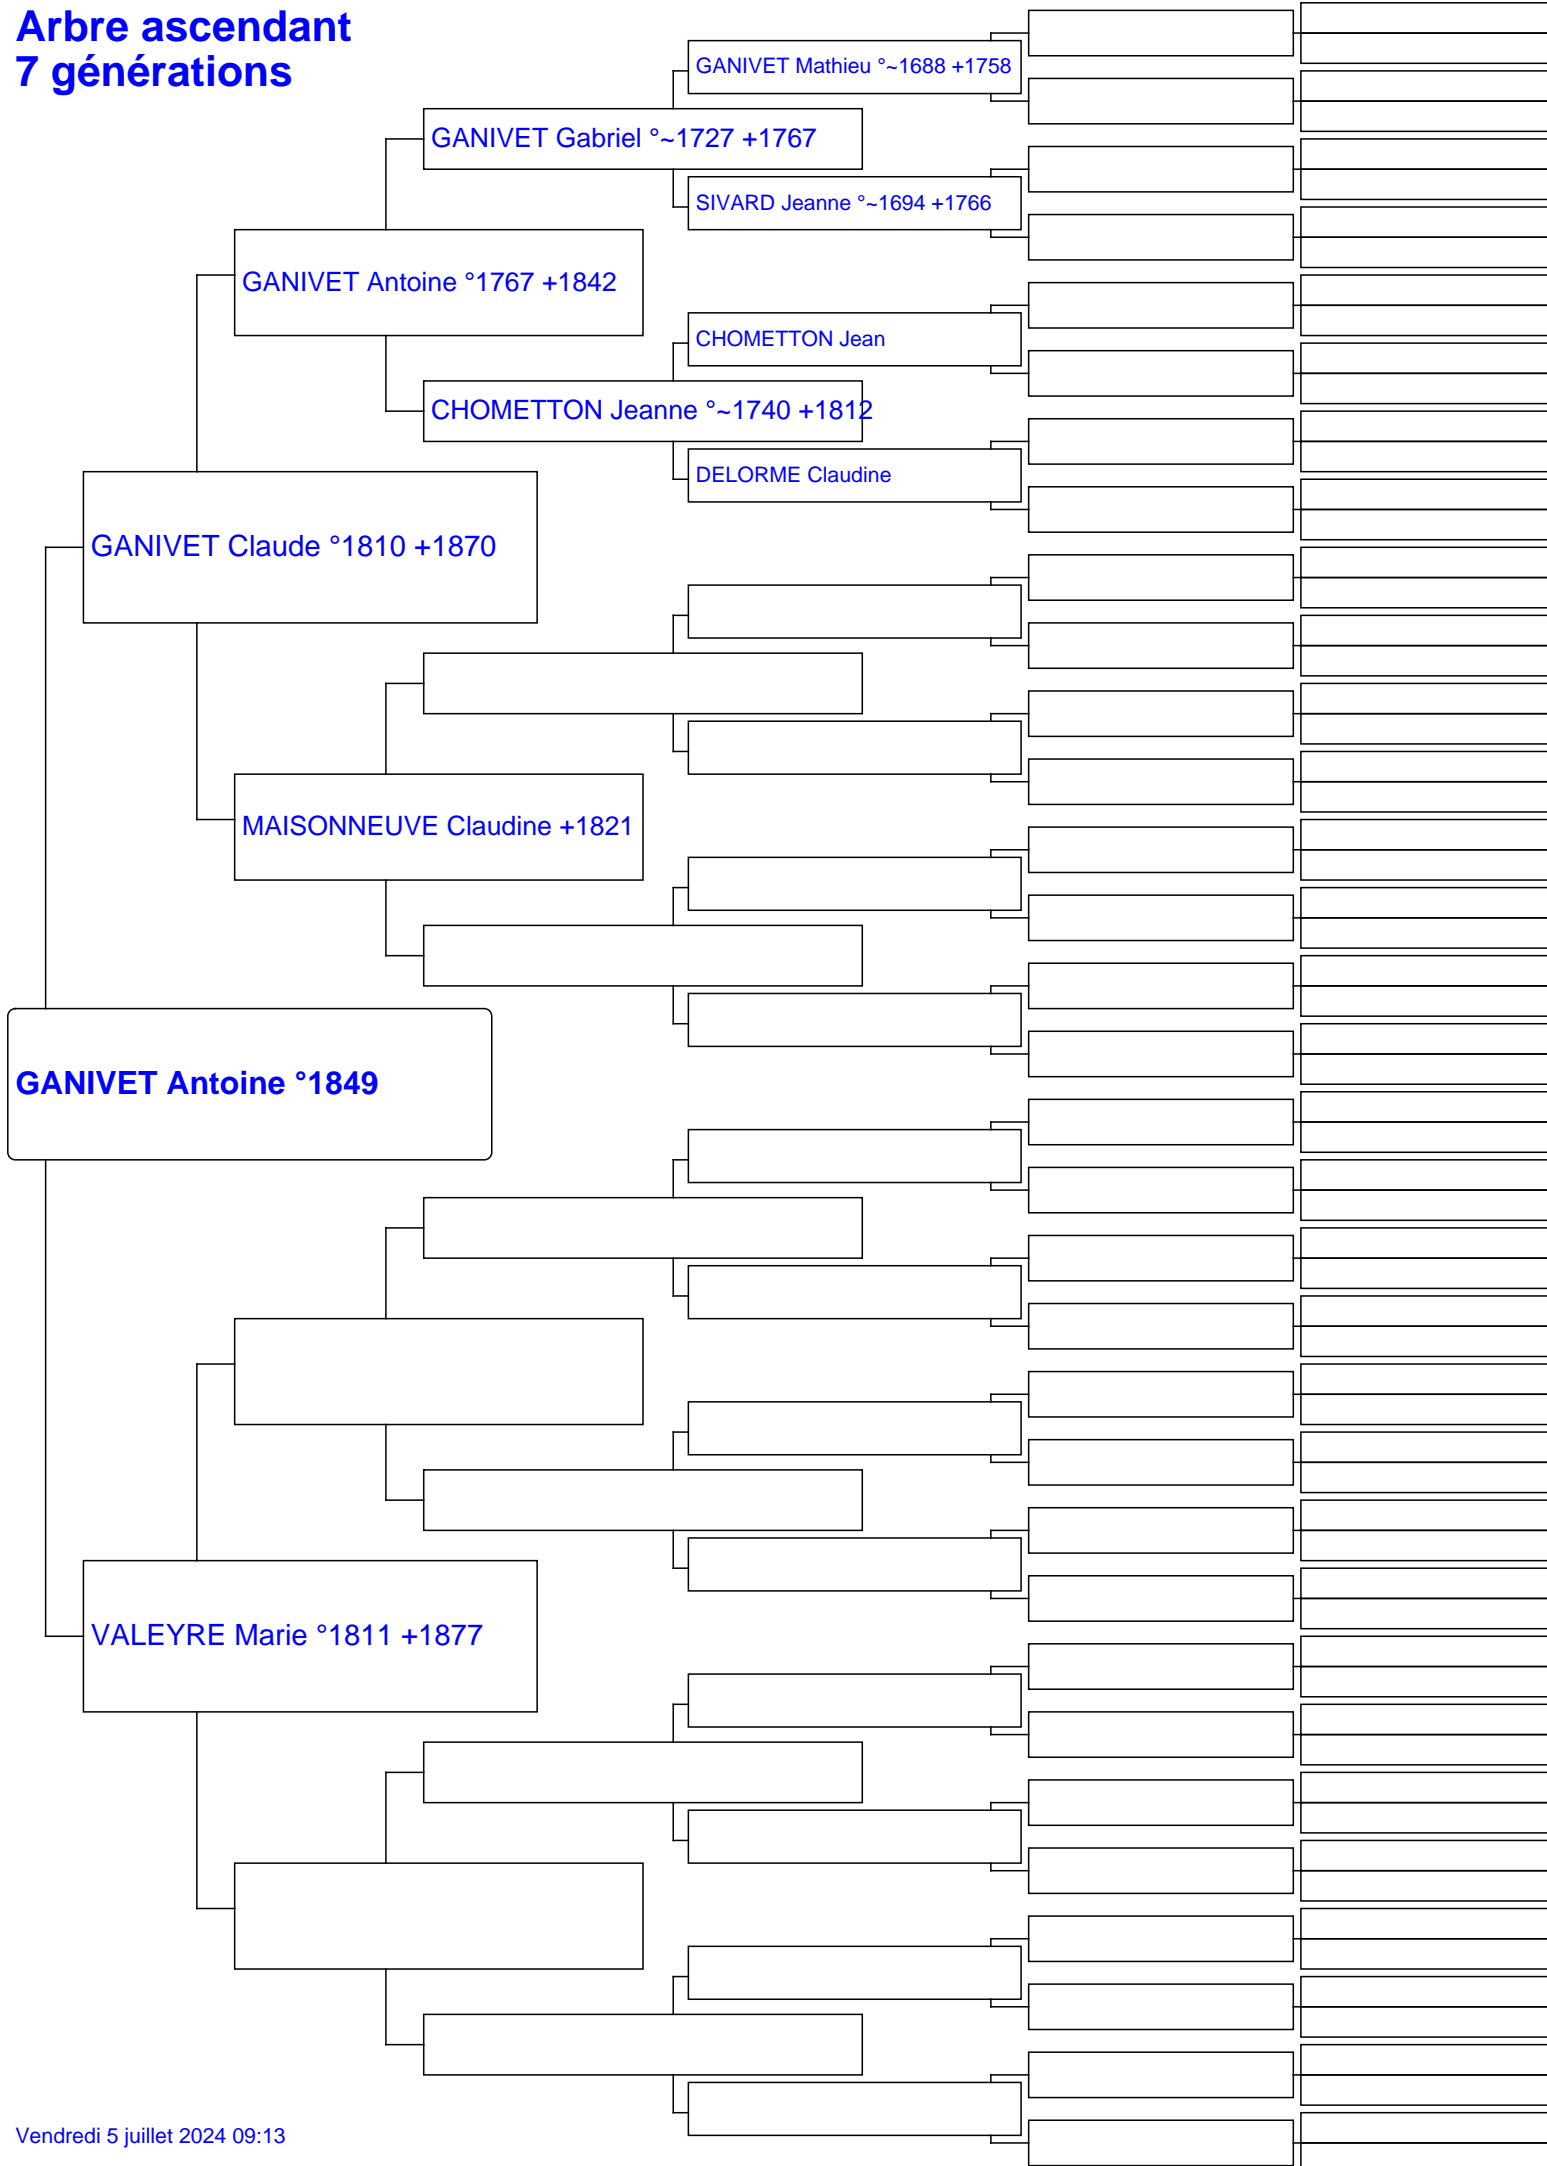 Arbre ascendant
7 générations
GANIVET Mathieu °~1688 +1758
GANIVET Gabriel °~1727 +1767
SIVARD Jeanne °~1694 +1766
GANIVET Antoine °1767 +1842
CHOMETTON Jean
CHOMETTON Jeanne °~1740 +1812
DELORME Claudine
GANIVET Claude °1810 +1870
MAISONNEUVE Claudine +1821
GANIVET Antoine °1849
VALEYRE Marie °1811 +1877
Vendredi 5 juillet 2024 09:13